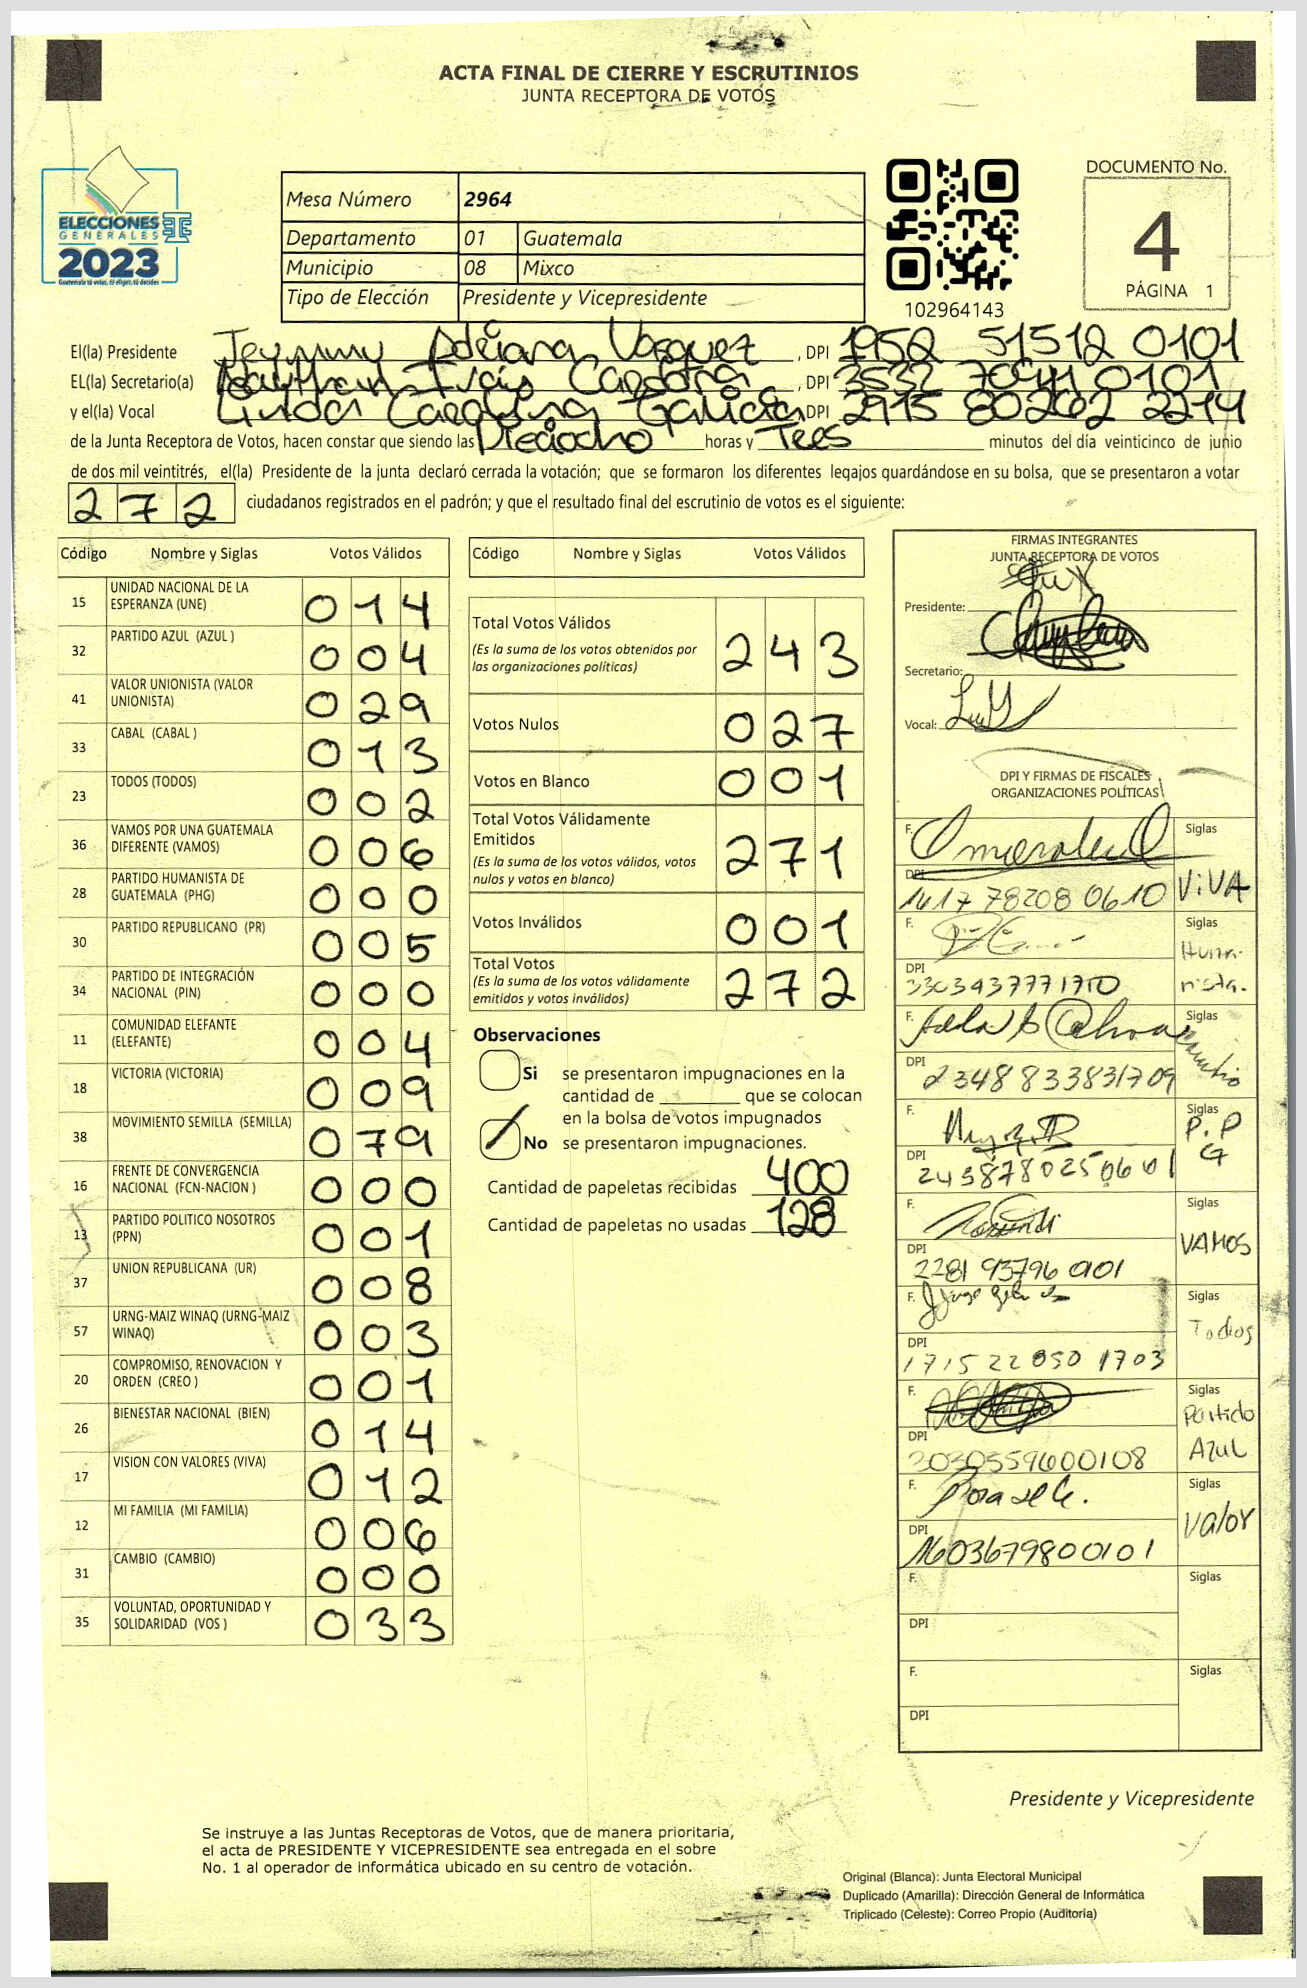 ACTA FINAL DE CIERRE Y ESCRUTINIOS
JUNTA RECEPTORA DE VOTOS
ELECCIONES
GENERALES
2023
Guatemala tú votas, tú eliges, tú decides
Mesa Número 2964
Departamento 01 Guatemala
Municipio 08 Mixco
Tipo de Elección Presidente y Vicepresidente
102964143
DOCUMENTO No.
4
PÁGINA 1
El(la) Presidente Jeymmy Adriana Vasquez, DPI 1952 51512 0101
EL(la) Secretario(a) , DPI 3532 0101
y el(la) Vocal Linda Carolina Galicia DPI 2915 80262 2214
de la Junta Receptora de Votos, hacen constar que siendo las Dieciocho horas y Tres minutos del día veinticinco de junio
de dos mil veintitrés, el(la) Presidente de la junta declaró cerrada la votación; que se formaron los diferentes legajos guardándose en su bolsa, que se presentaron a votar
272 ciudadanos registrados en el padrón; y que el resultado final del escrutinio de votos es el siguiente:
Código Nombre y Siglas Votos Válidos
15 UNIDAD NACIONAL DE LA ESPERANZA (UNE) 014
32 PARTIDO AZUL (AZUL ) 004
41 VALOR UNIONISTA (VALOR UNIONISTA) 029
33 CABAL (CABAL ) 013
23 TODOS (TODOS) 002
36 VAMOS POR UNA GUATEMALA DIFERENTE (VAMOS) 006
28 PARTIDO HUMANISTA DE GUATEMALA (PHG) 000
30 PARTIDO REPUBLICANO (PR) 005
34 PARTIDO DE INTEGRACIÓN NACIONAL (PIN) 000
11 COMUNIDAD ELEFANTE (ELEFANTE) 004
18 VICTORIA (VICTORIA) 009
38 MOVIMIENTO SEMILLA (SEMILLA) 079
16 FRENTE DE CONVERGENCIA NACIONAL (FCN-NACION ) 000
13 PARTIDO POLITICO NOSOTROS (PPN) 001
37 UNION REPUBLICANA (UR) 008
57 URNG-MAIZ WINAQ (URNG-MAIZ WINAQ) 003
20 COMPROMISO, RENOVACION Y ORDEN (CREO ) 001
26 BIENESTAR NACIONAL (BIEN) 014
17 VISION CON VALORES (VIVA) 012
12 MI FAMILIA (MI FAMILIA) 006
31 CAMBIO (CAMBIO) 000
35 VOLUNTAD, OPORTUNIDAD Y SOLIDARIDAD (VOS ) 033
Código Nombre y Siglas Votos Válidos
Total Votos Válidos 243
(Es la suma de los votos obtenidos por
las organizaciones políticas)
Votos Nulos 027
Votos en Blanco 001
Total Votos Válidamente
Emitidos 271
(Es la suma de los votos válidos, votos
nulos y votos en blanco)
Votos Inválidos 001
Total Votos 272
(Es la suma de los votos válidamente
emitidos y votos inválidos)
Observaciones
Si se presentaron impugnaciones en la
cantidad de ________ que se colocan
en la bolsa de votos impugnados
No se presentaron impugnaciones.
Cantidad de papeletas recibidas 400
Cantidad de papeletas no usadas 128
FIRMAS INTEGRANTES
JUNTA RECEPTORA DE VOTOS
Presidente:
Secretario:
Vocal:
DPI Y FIRMAS DE FISCALES
ORGANIZACIONES POLÍTICAS
F. Siglas
DPI 1617 78208 0610 VIVA
F. Siglas
Humanista.
DPI 3303437771710
F. Siglas
DPI 2348833831709
F. Siglas
P.P
G
DPI 2438780250601
F. Siglas
VAMOS
DPI 2281 93796 0101
F. Siglas
Todos
DPI 1715 22850 1703
F. Siglas
Partido
Azul
DPI 3030559600108
F. Rosa de G. Siglas
Valor
DPI 1603679800101
F. Siglas
DPI
F. Siglas
DPI
Presidente y Vicepresidente
Se instruye a las Juntas Receptoras de Votos, que de manera prioritaria,
el acta de PRESIDENTE Y VICEPRESIDENTE sea entregada en el sobre
No. 1 al operador de informática ubicado en su centro de votación.
Original (Blanca): Junta Electoral Municipal
Duplicado (Amarilla): Dirección General de Informática
Triplicado (Celeste): Correo Propio (Auditoría)